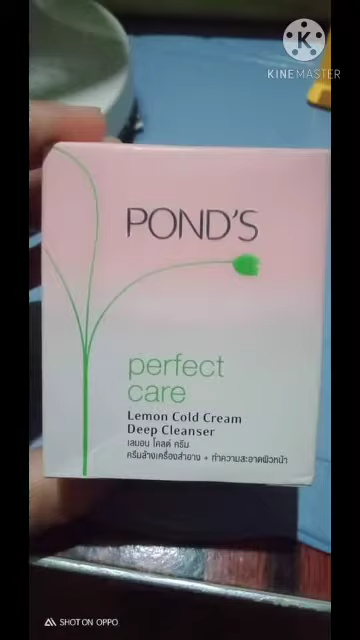 K
KINEMASTER
POND'S
perfect
care
Lemon Cold Cream
Deep Cleanser
เลมอน โคลด์ ครีม
ครีมล้างเครื่องสำอาง + ทำความสะอาดผิวหน้า
SHOT ON OPPO